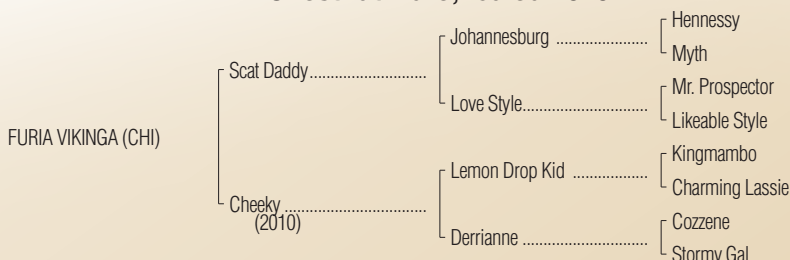 Hennessy
Johannesburg ........................
Myth
Scat Daddy..............................
Mr. Prospector
Love Style................................
Likeable Style
FURIA VIKINGA (CHI)
Kingmambo
Lemon Drop Kid ...................
Charming Lassie
Cheeky ....................................
(2010)
Cozzene
Derrianne ................................
Stormy Gal